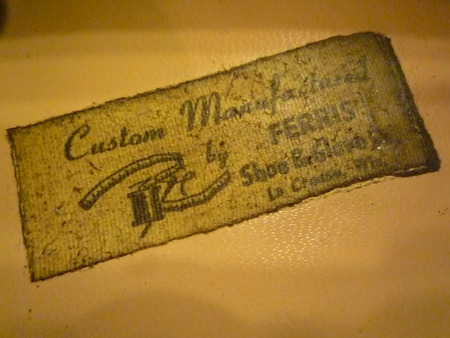 Custom Manufactured
by
FERRIS
Shoe & Glove Co.
La Crosse, Wis.